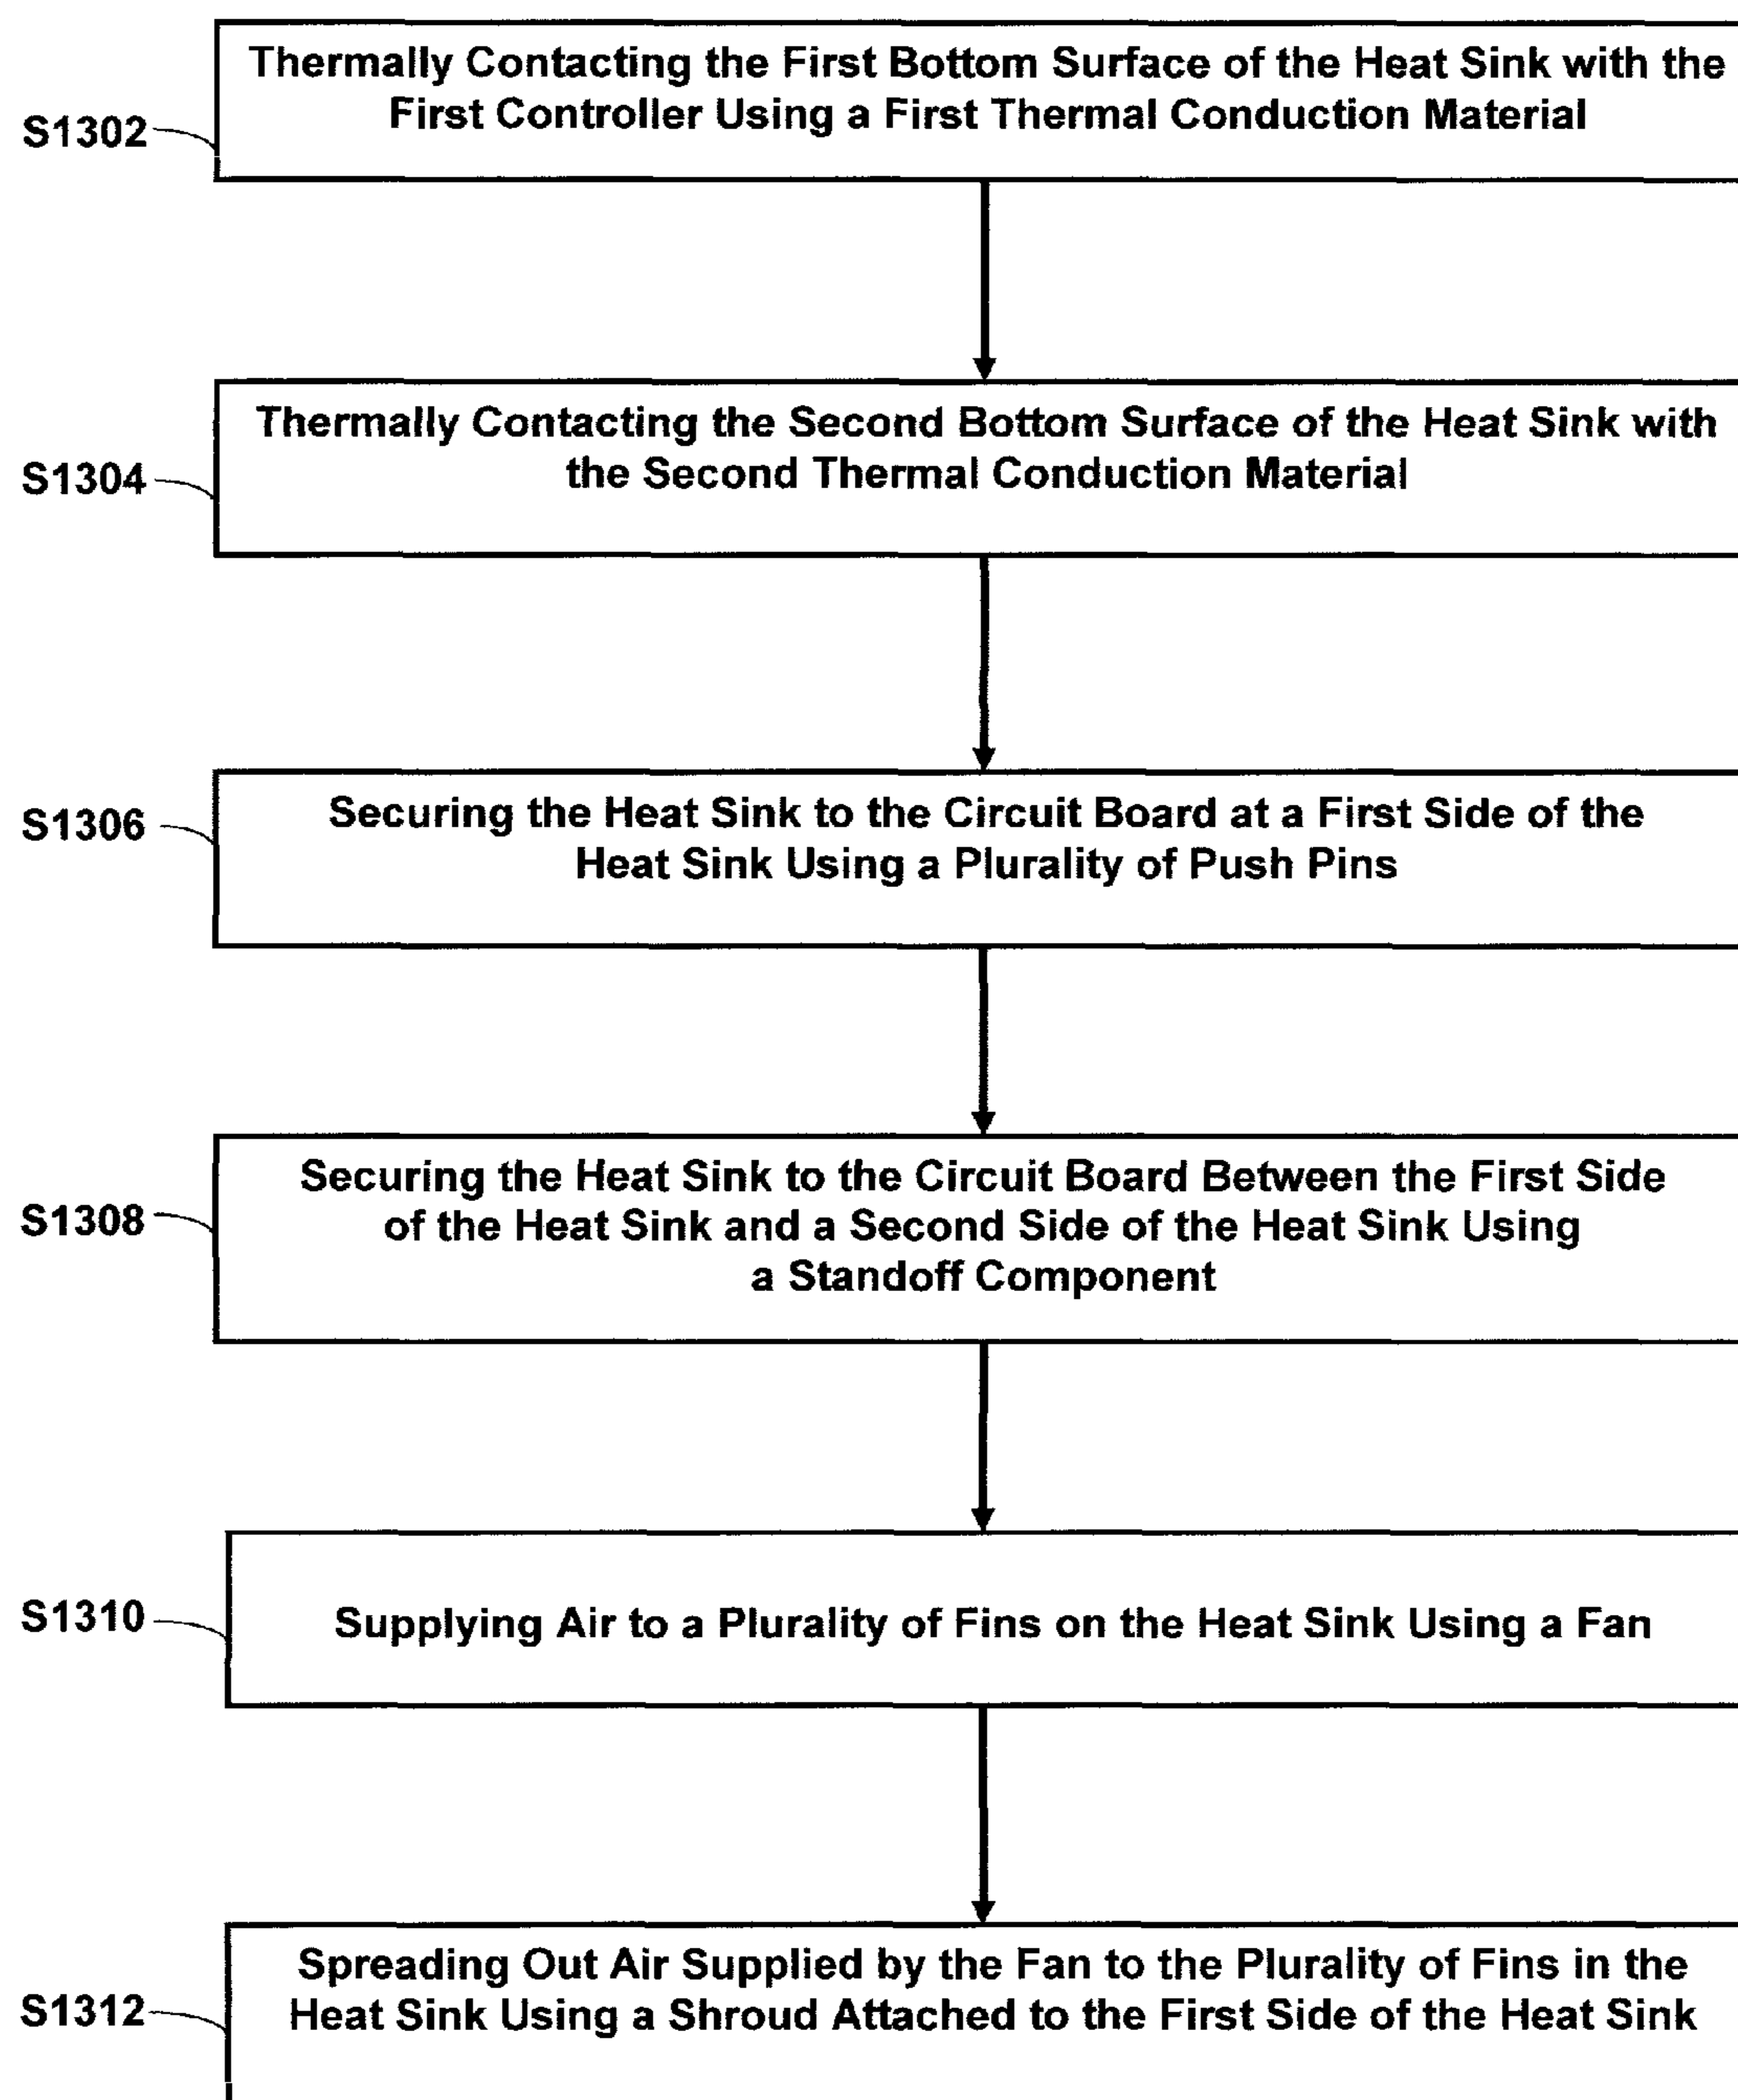 Thermally Contacting the First Bottom Surface of the Heat Sink with the
First Controller Using a First Thermal Conduction Material
S1302
Thermally Contacting the Second Bottom Surface of the Heat Sink with
the Second Thermal Conduction Material
S1304
Securing the Heat Sink to the Circuit Board at a First Side of the
Heat Sink Using a Plurality of Push Pins
S1306
Securing the Heat Sink to the Circuit Board Between the First Side
of the Heat Sink and a Second Side of the Heat Sink Using
a Standoff Component
S1308
Supplying Air to a Plurality of Fins on the Heat Sink Using a Fan
S1310
Spreading Out Air Supplied by the Fan to the Plurality of Fins in the
Heat Sink Using a Shroud Attached to the First Side of the Heat Sink
S1312